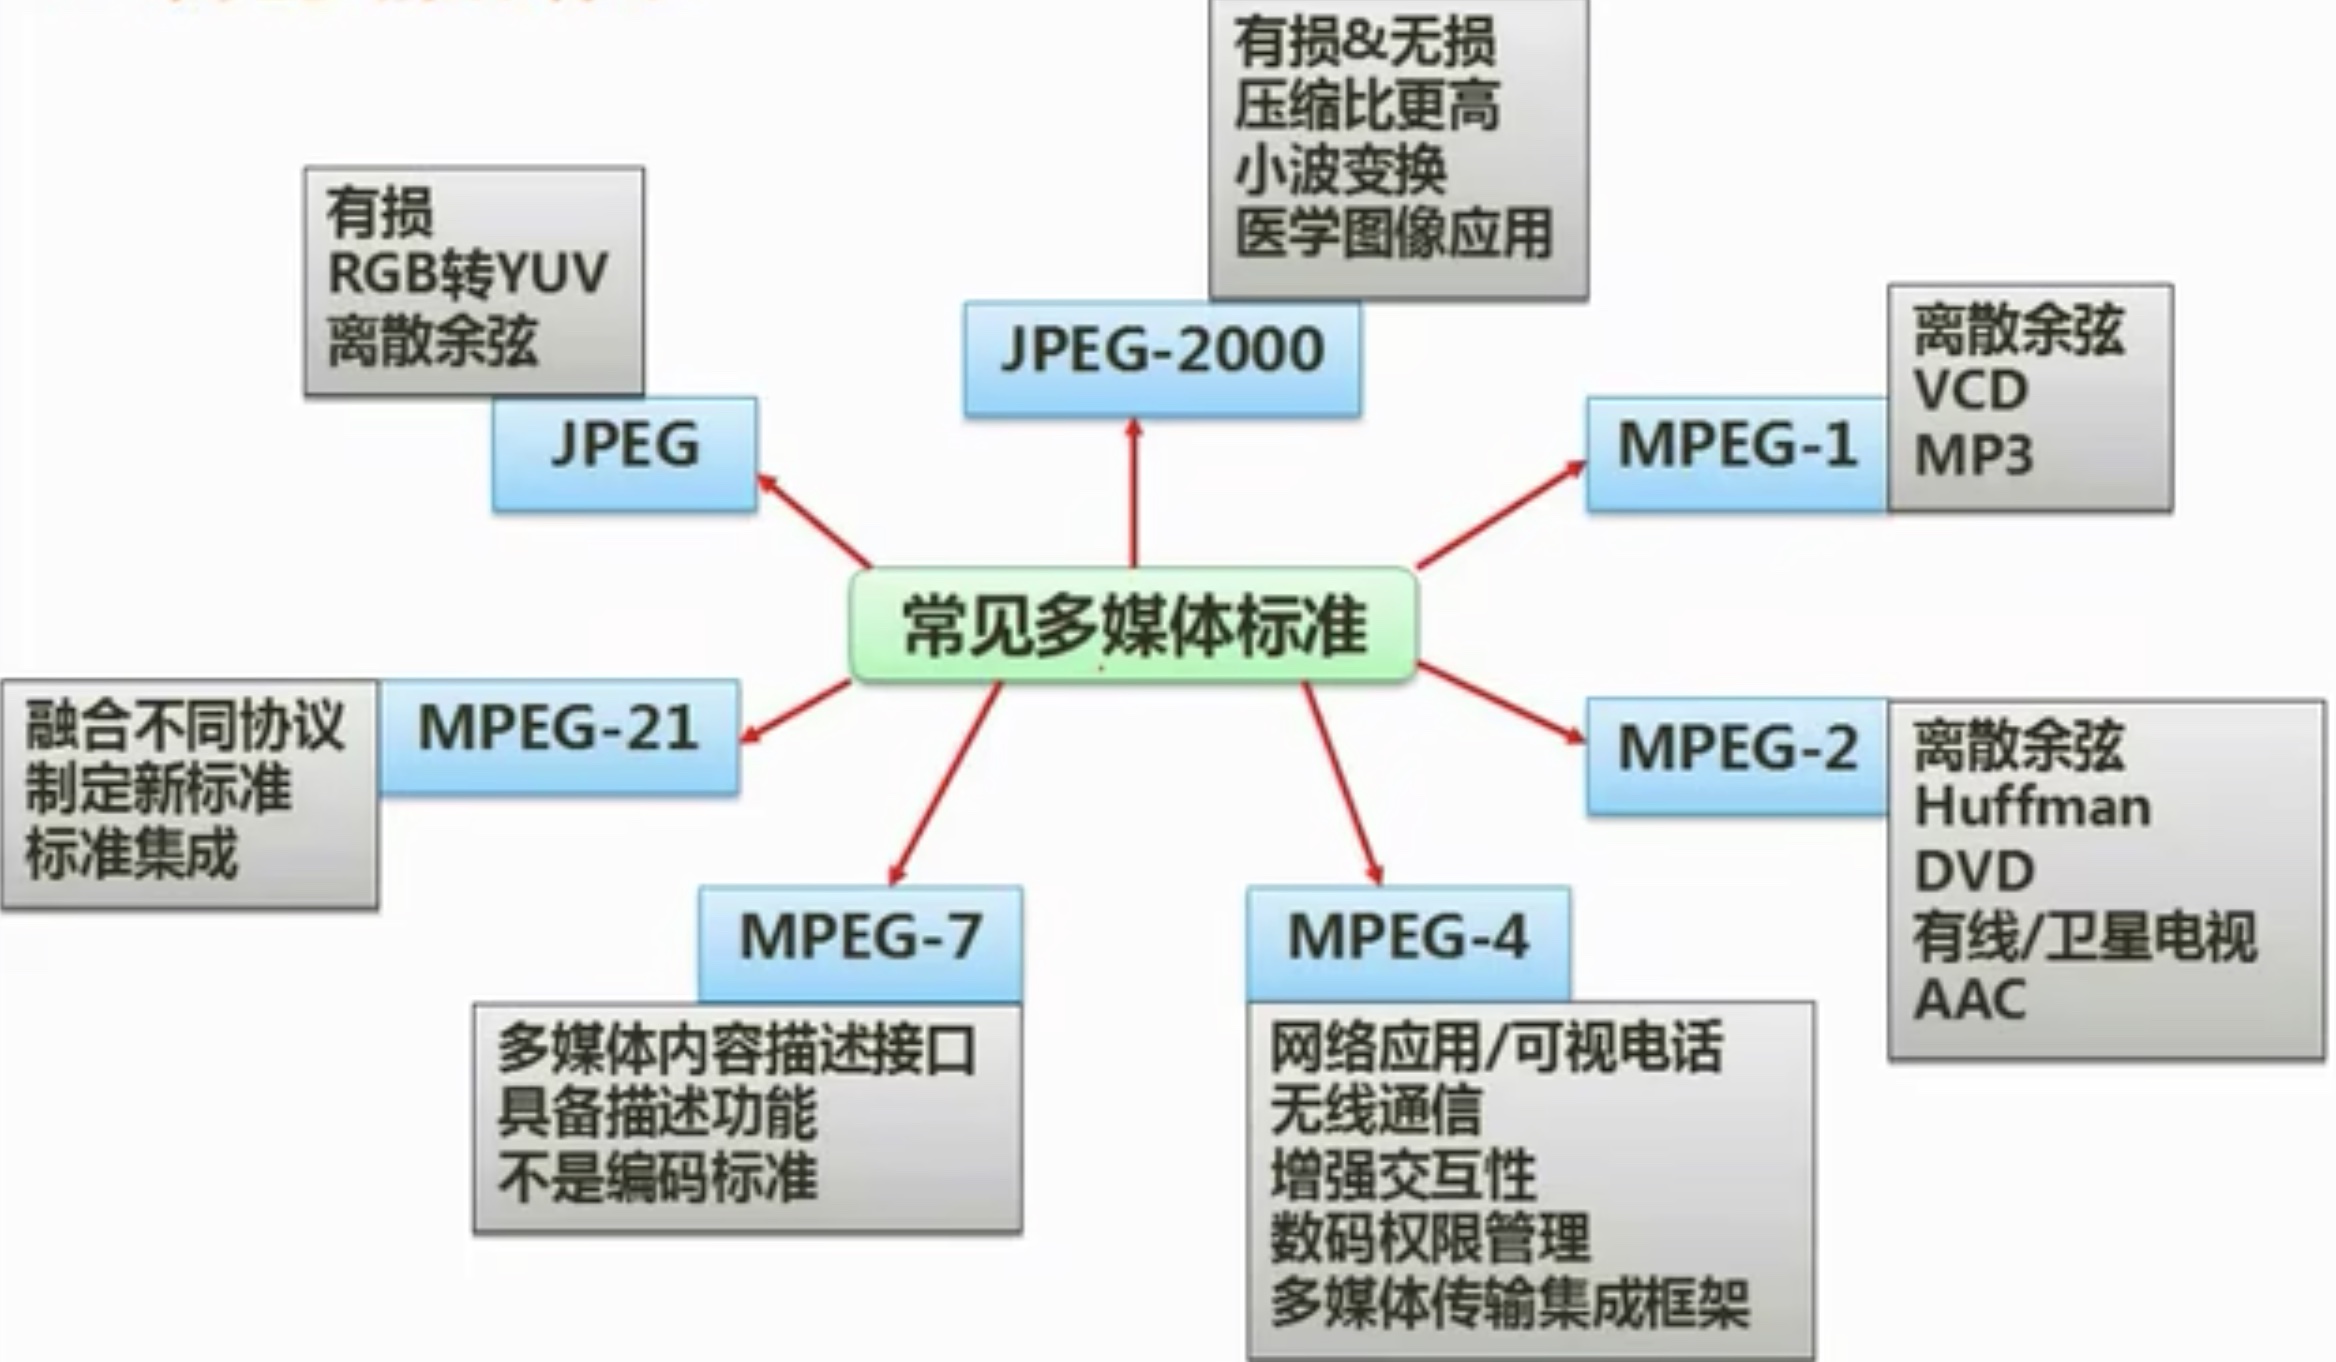 有损&无损
压缩比更高
小波变换
医学图像应用
JPEG-2000
有损
RGB转YUV
离散余弦
JPEG
MPEG-1
离散余弦
VCD
MP3
常见多媒体标准
融合不同协议
制定新标准
标准集成
MPEG-21
MPEG-2
离散余弦
Huffman
DVD
有线/卫星电视
AAC
MPEG-7
多媒体内容描述接口
具备描述功能
不是编码标准
MPEG-4
网络应用/可视电话
无线通信
增强交互性
数码权限管理
多媒体传输集成框架